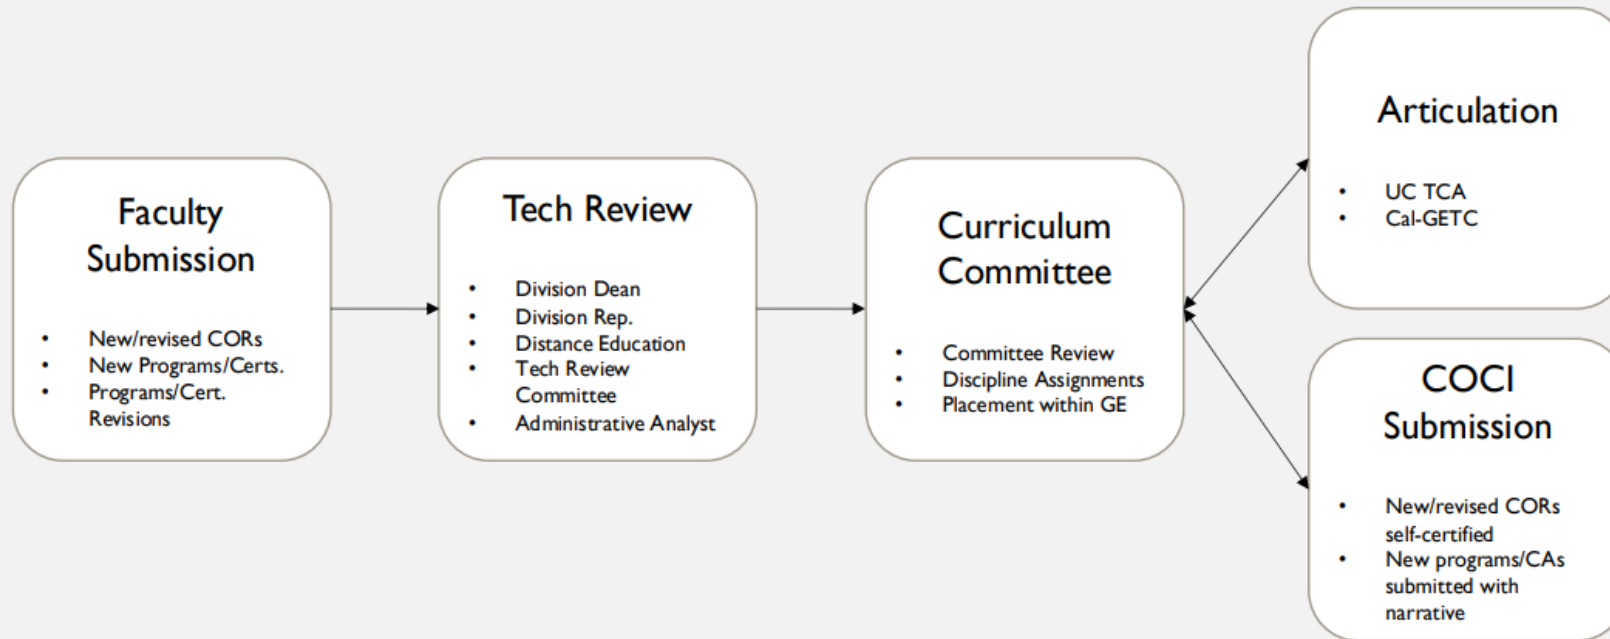 Faculty
Submission
• New/revised CORs
• New Programs/Certs.
• Programs/Cert.
Revisions
Tech Review
• Division Dean
• Division Rep.
• Distance Education
• Tech Review
Committee
• Administrative Analyst
Curriculum
Committee
• Committee Review
• Discipline Assignments
• Placement within GE
Articulation
• UC TCA
• Cal-GETC
COCI
Submission
• New/revised CORs
self-certified
• New programs/CAs
submitted with
narrative